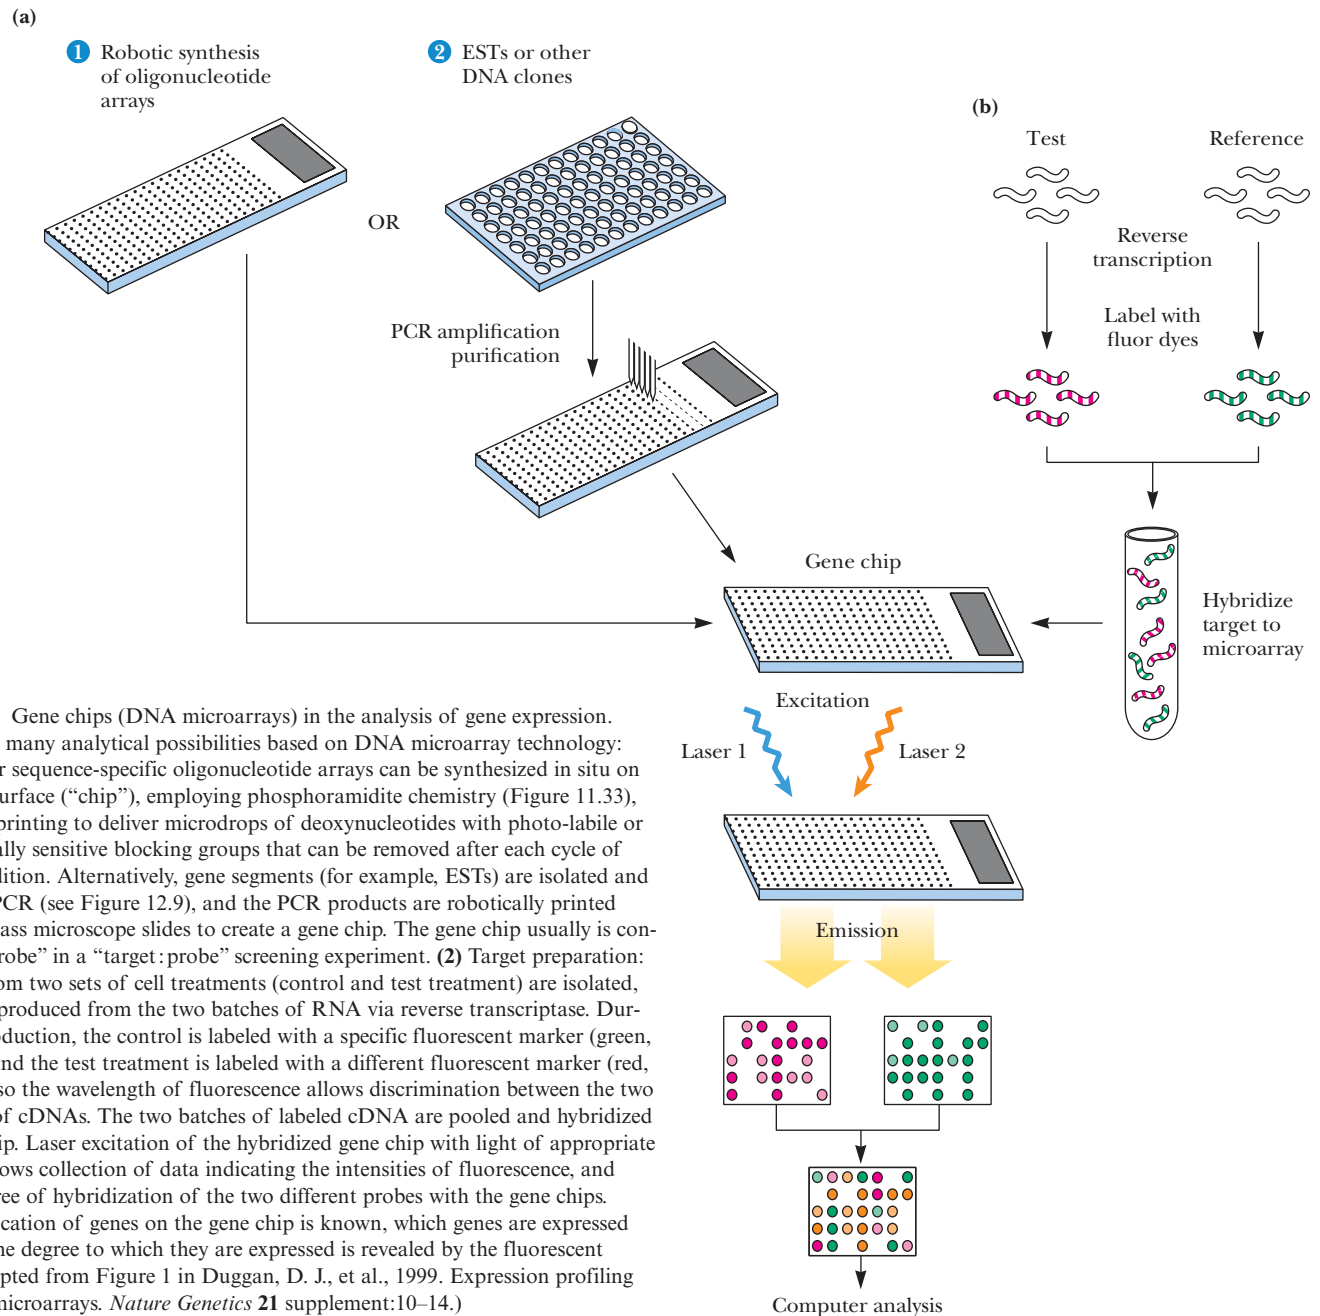 (a)
1 Robotic synthesis
of oligonucleotide
arrays
2 ESTs or other
DNA clones
OR
PCR amplification
purification
(b)
Test
Reference
Reverse
transcription
Label with
fluor dyes
Hybridize
target to
microarray
Gene chip
Excitation
Laser 1
Laser 2
Emission
Computer analysis
Gene chips (DNA microarrays) in the analysis of gene expression.
many analytical possibilities based on DNA microarray technology:
r sequence-specific oligonucleotide arrays can be synthesized in situ on
urface (“chip”), employing phosphoramidite chemistry (Figure 11.33),
printing to deliver microdrops of deoxynucleotides with photo-labile or
ally sensitive blocking groups that can be removed after each cycle of
dition. Alternatively, gene segments (for example, ESTs) are isolated and
PCR (see Figure 12.9), and the PCR products are robotically printed
ass microscope slides to create a gene chip. The gene chip usually is con-
robe” in a “target:probe” screening experiment. (2) Target preparation:
om two sets of cell treatments (control and test treatment) are isolated,
produced from the two batches of RNA via reverse transcriptase. Dur-
oduction, the control is labeled with a specific fluorescent marker (green,
and the test treatment is labeled with a different fluorescent marker (red,
so the wavelength of fluorescence allows discrimination between the two
of cDNAs. The two batches of labeled cDNA are pooled and hybridized
ip. Laser excitation of the hybridized gene chip with light of appropriate
lows collection of data indicating the intensities of fluorescence, and
ree of hybridization of the two different probes with the gene chips.
cation of genes on the gene chip is known, which genes are expressed
he degree to which they are expressed is revealed by the fluorescent
pted from Figure 1 in Duggan, D. J., et al., 1999. Expression profiling
microarrays. Nature Genetics 21 supplement:10–14.)